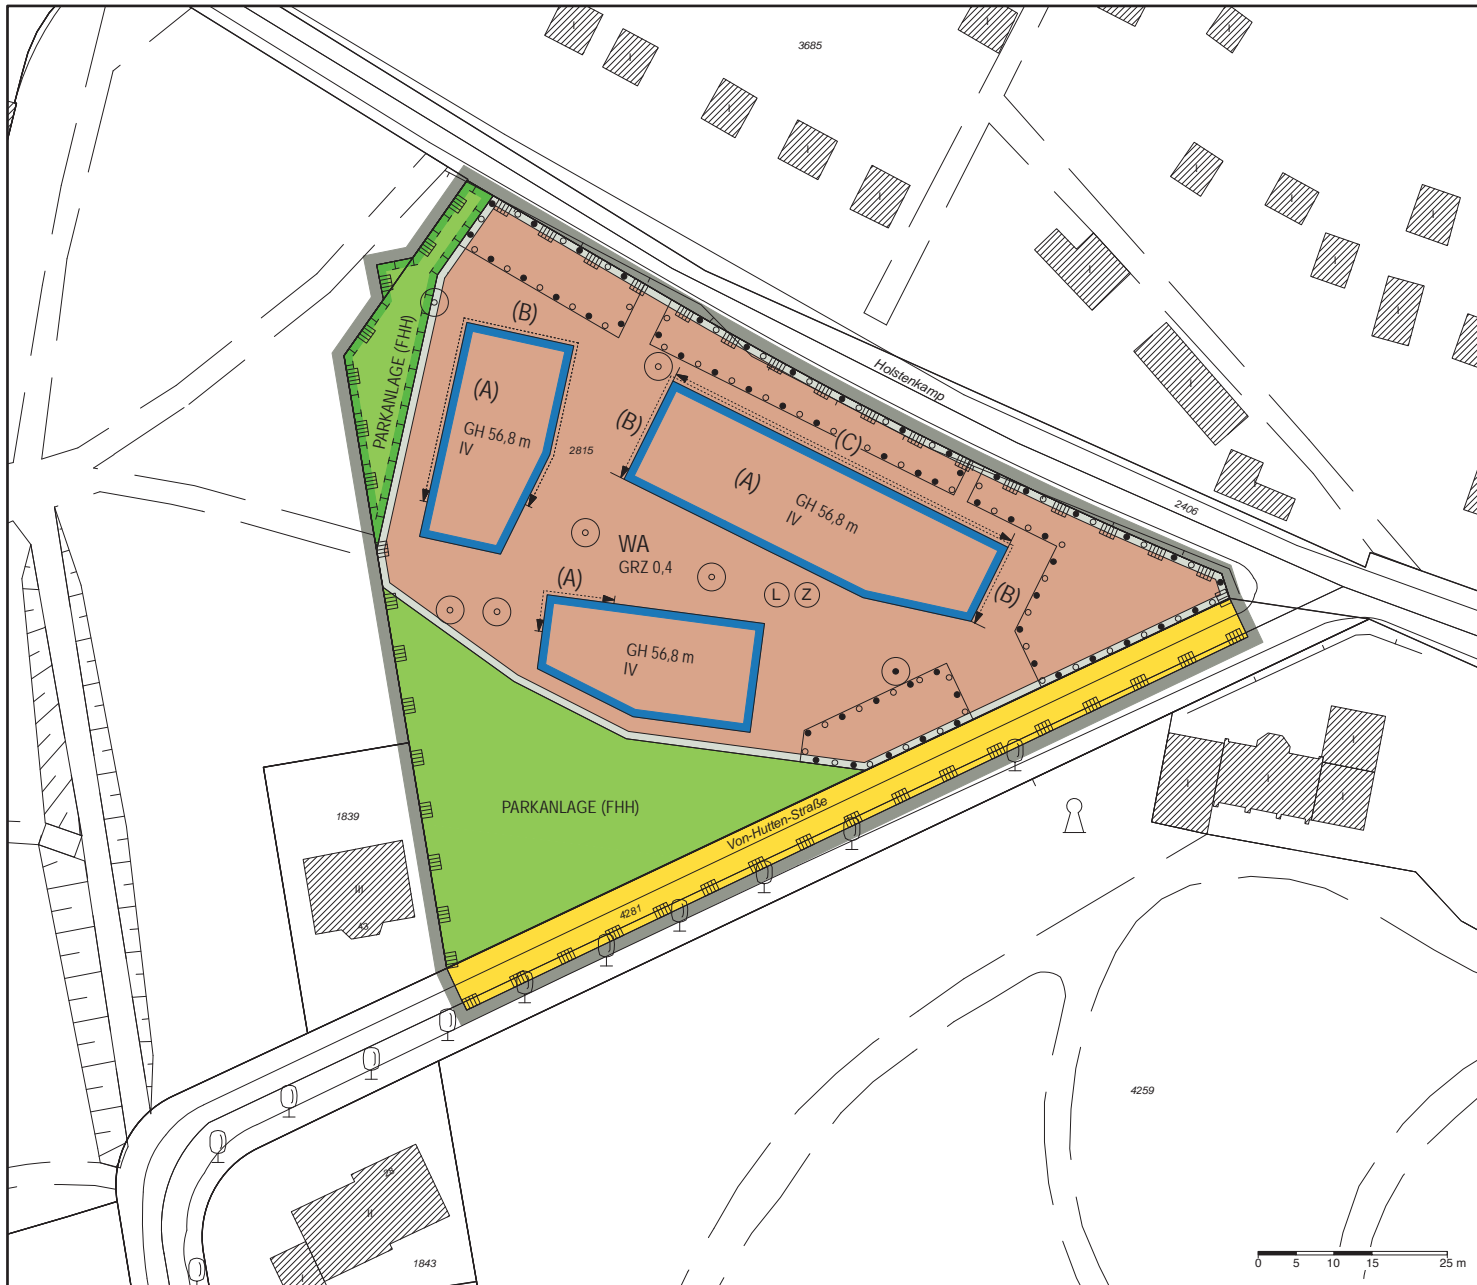 3685
Holstenkamp
2406
PARKANLAGE (FHH)
(B)
(A)
GH 56,8 m
IV
2815
(B)
(C)
(A)
GH 56,8 m
IV
(B)
WA
GRZ 0,4
L
Z
(A)
GH 56,8 m
IV
PARKANLAGE (FHH)
Von-Hutten-Straße
4281
1839
III
43
4259
II
1843
0 5 10 15 25 m